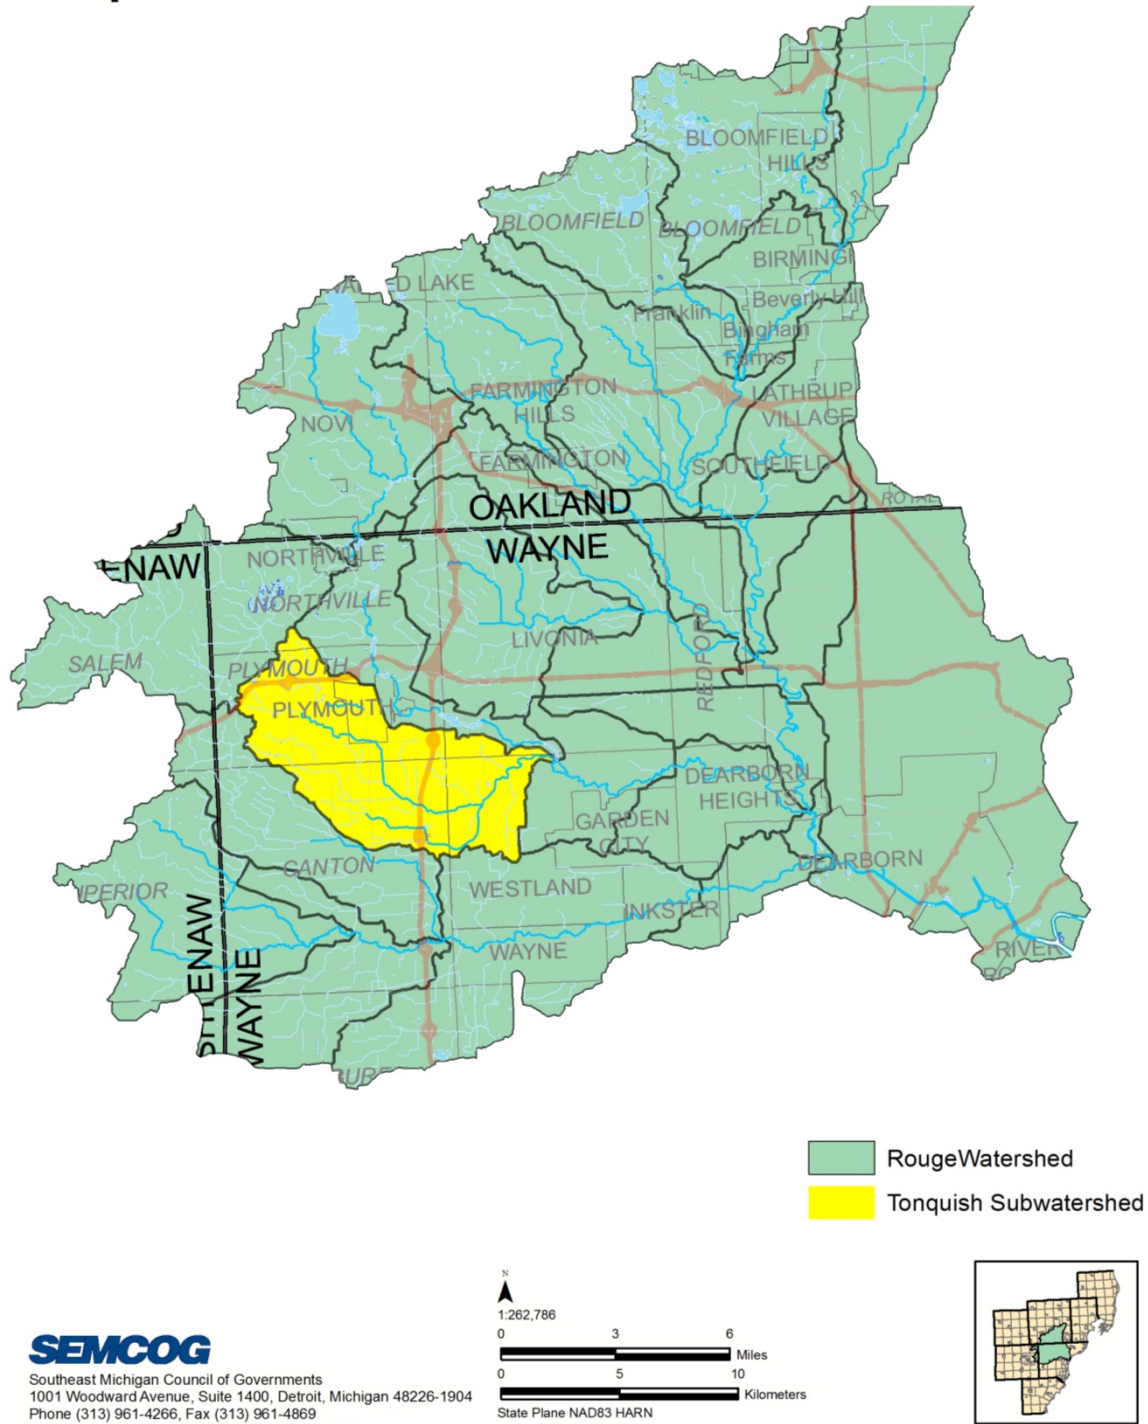 BLOOMFIELD
HILLS
BLOOMFIELD
BLOOMFIELD
BIRMING
D LAKE
Beverly Hill
Franklin
Bingham
Farms
FARMINGTON
HILLS
LATHRUP
VILLAGE
NOVI
FARMINGTON
SOUTHFIELD
ROYAL
OAKLAND
WAYNE
NORTHVILLE
ENAW
NORTHVILLE
LIVONIA
REDFORD
SALEM
PLYMOUTH
PLYMOUTH
DEARBORN
HEIGHTS
GARDEN
CITY
DEARBORN
CANTON
PERIOR
WESTLAND
INKSTER
ENAW
WAYNE
WAYNE
RIVER
RougeWatershed
Tonquish Subwatershed
N
1:262,786
0 3 6
Miles
0 5 10
Kilometers
State Plane NAD83 HARN
SEMCOG
Southeast Michigan Council of Governments
1001 Woodward Avenue, Suite 1400, Detroit, Michigan 48226-1904
Phone (313) 961-4266, Fax (313) 961-4869